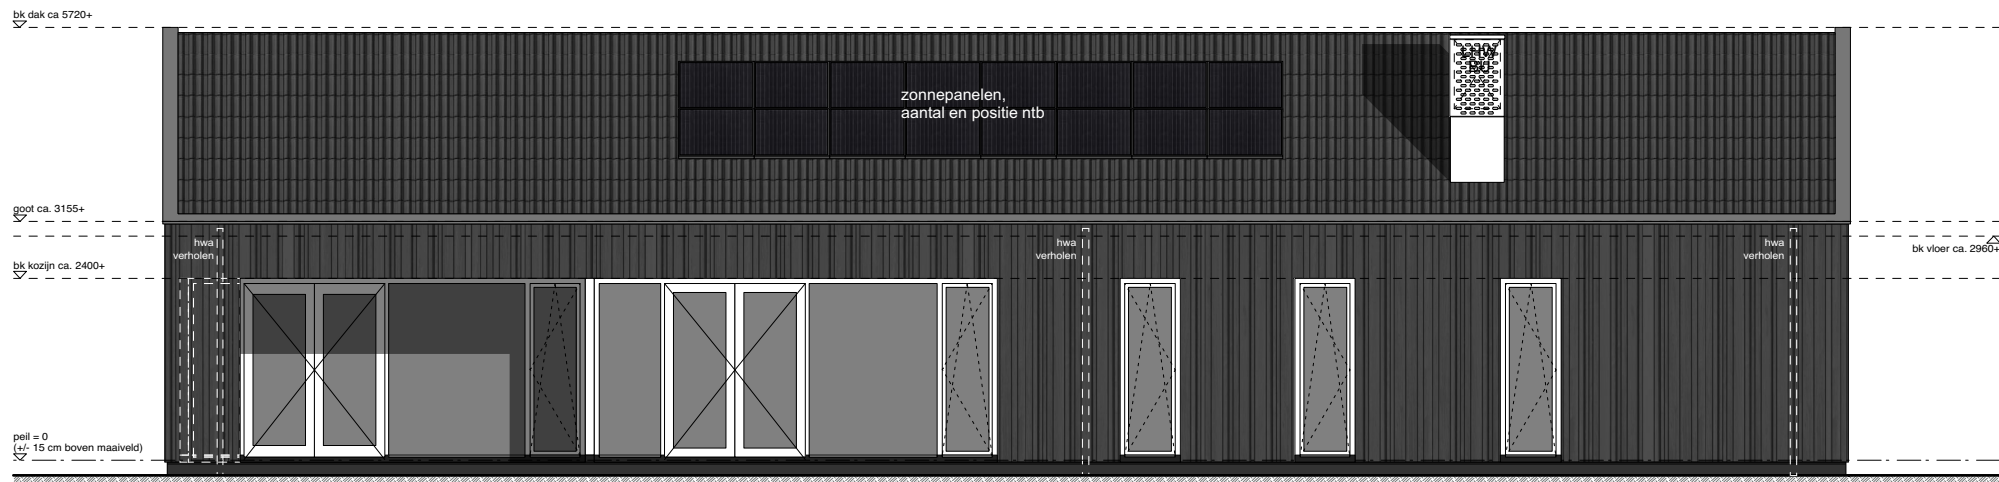 bk dak ca 5720+
zonnepanelen,
aantal en positie ntb
goot ca. 3155+
hwa
verholen
hwa
verholen
hwa
verholen
bk vloer ca. 2960+
bk kozijn ca. 2400+
peil = 0
(+/- 15 cm boven maaiveld)